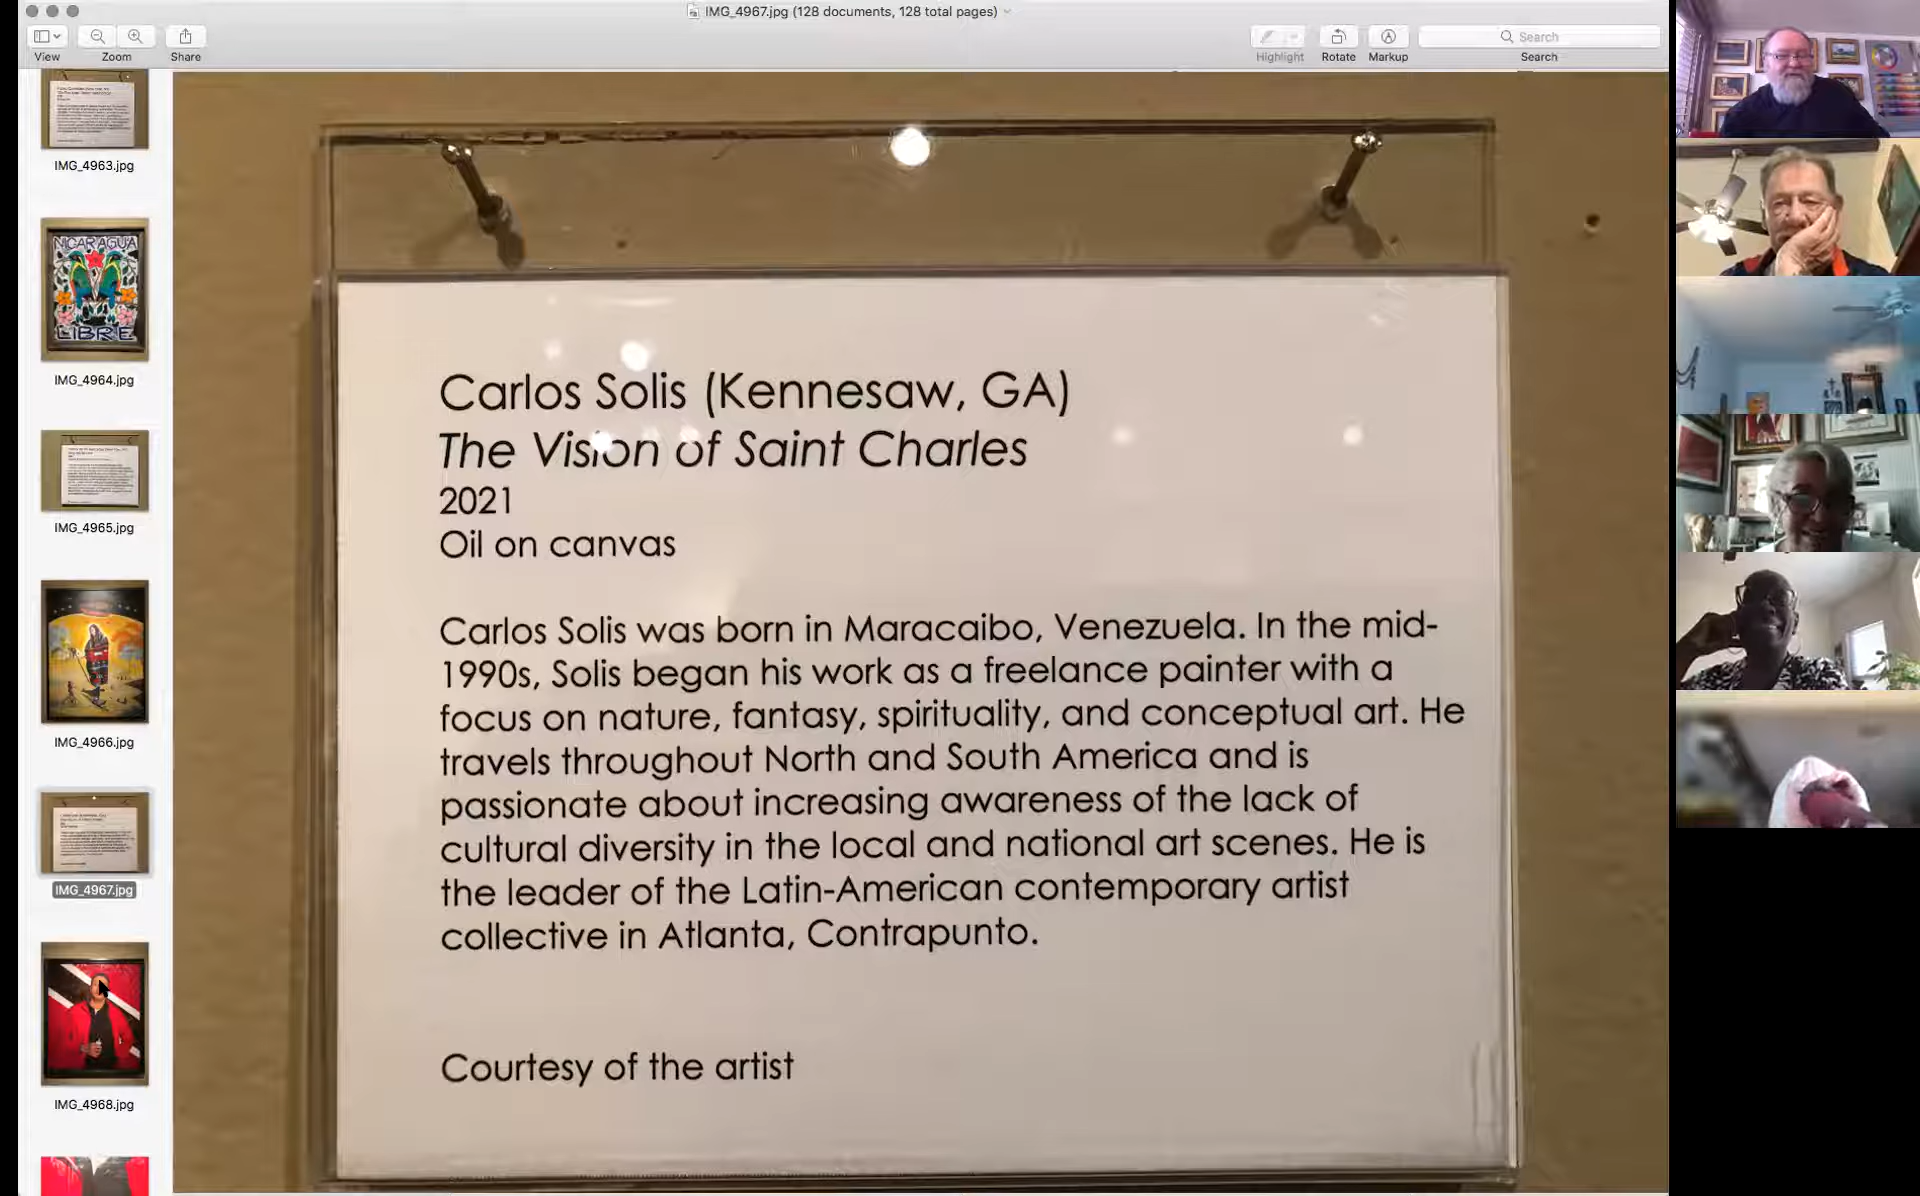 IMG_4967.jpg (128 documents, 128 total pages)
View
Zoom
Share
Highlight
Rotate
Markup
Search
Search
IMG_4963.jpg
NICARAGUA
LIBRE
IMG_4964.jpg
IMG_4965.jpg
IMG_4966.jpg
IMG_4967.jpg
IMG_4968.jpg
Carlos Solis (Kennesaw, GA)
The Vision of Saint Charles
2021
Oil on canvas
Carlos Solis was born in Maracaibo, Venezuela. In the mid-
1990s, Solis began his work as a freelance painter with a
focus on nature, fantasy, spirituality, and conceptual art. He
travels throughout North and South America and is
passionate about increasing awareness of the lack of
cultural diversity in the local and national art scenes. He is
the leader of the Latin-American contemporary artist
collective in Atlanta, Contrapunto.
Courtesy of the artist